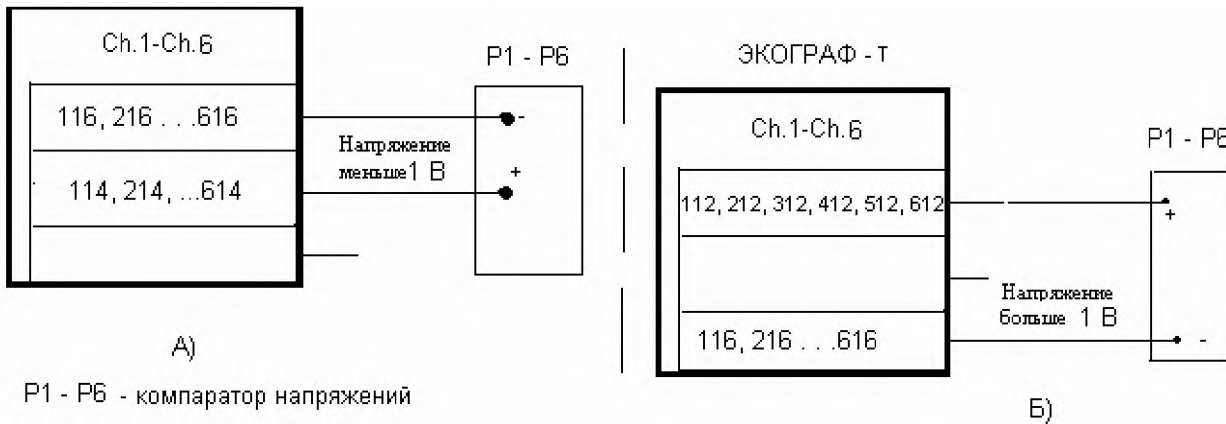 Ch.1-Ch.6
116, 216 . . .616
114, 214, ...614
P1 - P6
-
Напряжение
меньше 1 В
+
А)
P1 - P6 - компаратор напряжений
ЭКОГРАФ - Т
Ch.1-Ch.6
112, 212, 312, 412, 512, 612
116, 216 . . .616
P1 - P6
+
Напряжение
больше 1 В
-
Б)